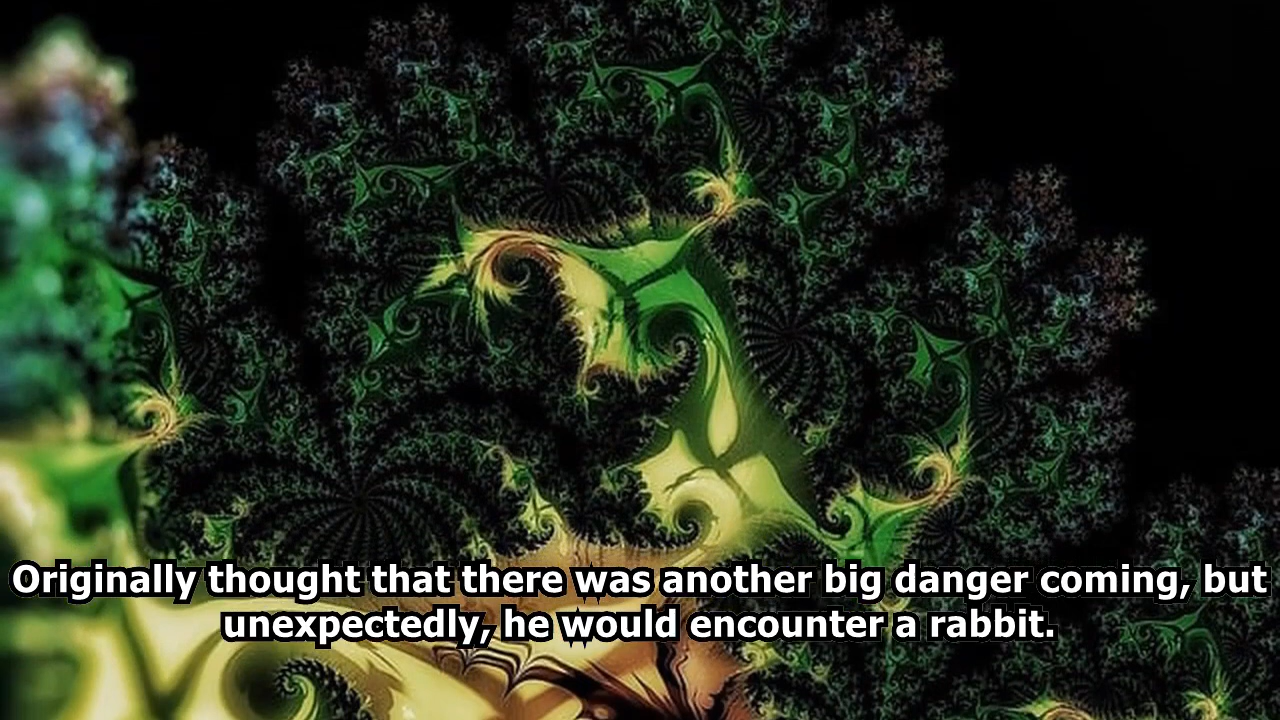 Originally thought that there was another big danger coming, but
unexpectedly, he would encounter a rabbit.